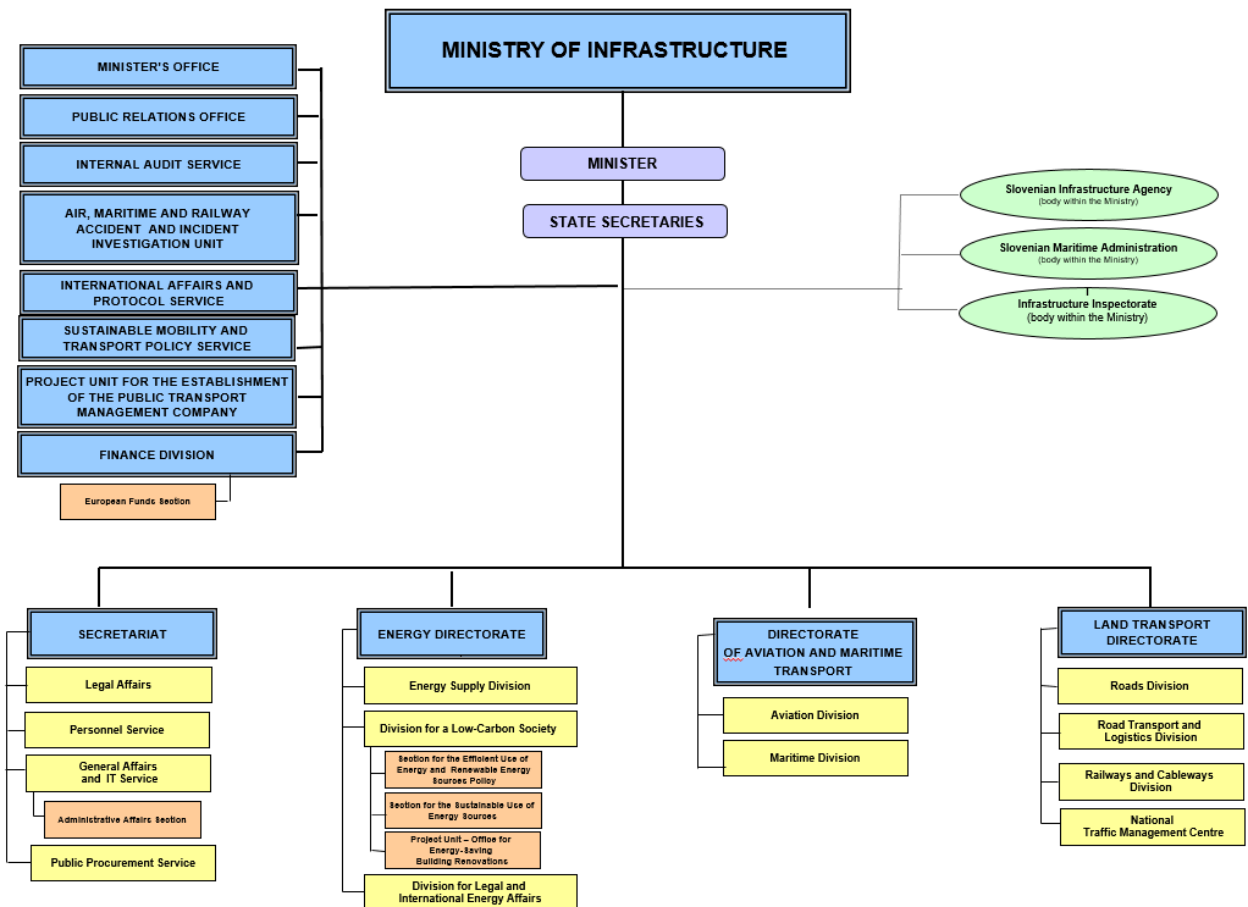 MINISTRY OF INFRASTRUCTURE
MINISTER
STATE SECRETARIES
MINISTER'S OFFICE
PUBLIC RELATIONS OFFICE
INTERNAL AUDIT SERVICE
AIR, MARITIME AND RAILWAY
ACCIDENT AND INCIDENT
INVESTIGATION UNIT
INTERNATIONAL AFFAIRS AND
PROTOCOL SERVICE
SUSTAINABLE MOBILITY AND
TRANSPORT POLICY SERVICE
PROJECT UNIT FOR THE ESTABLISHMENT
OF THE PUBLIC TRANSPORT
MANAGEMENT COMPANY
FINANCE DIVISION
European Funds Section
Slovenian Infrastructure Agency
(body within the Ministry)
Slovenian Maritime Administration
(body within the Ministry)
Infrastructure Inspectorate
(body within the Ministry)
SECRETARIAT
Legal Affairs
Personnel Service
General Affairs
and IT Service
Administrative Affairs Section
Public Procurement Service
ENERGY DIRECTORATE
Energy Supply Division
Division for a Low-Carbon Society
Section for the Efficient Use of
Energy and Renewable Energy
Sources Policy
Section for the Sustainable Use of
Energy Sources
Project Unit – Office for
Energy-Saving
Building Renovations
Division for Legal and
International Energy Affairs
DIRECTORATE
OF AVIATION AND MARITIME
TRANSPORT
Aviation Division
Maritime Division
LAND TRANSPORT
DIRECTORATE
Roads Division
Road Transport and
Logistics Division
Railways and Cableways
Division
National
Traffic Management Centre